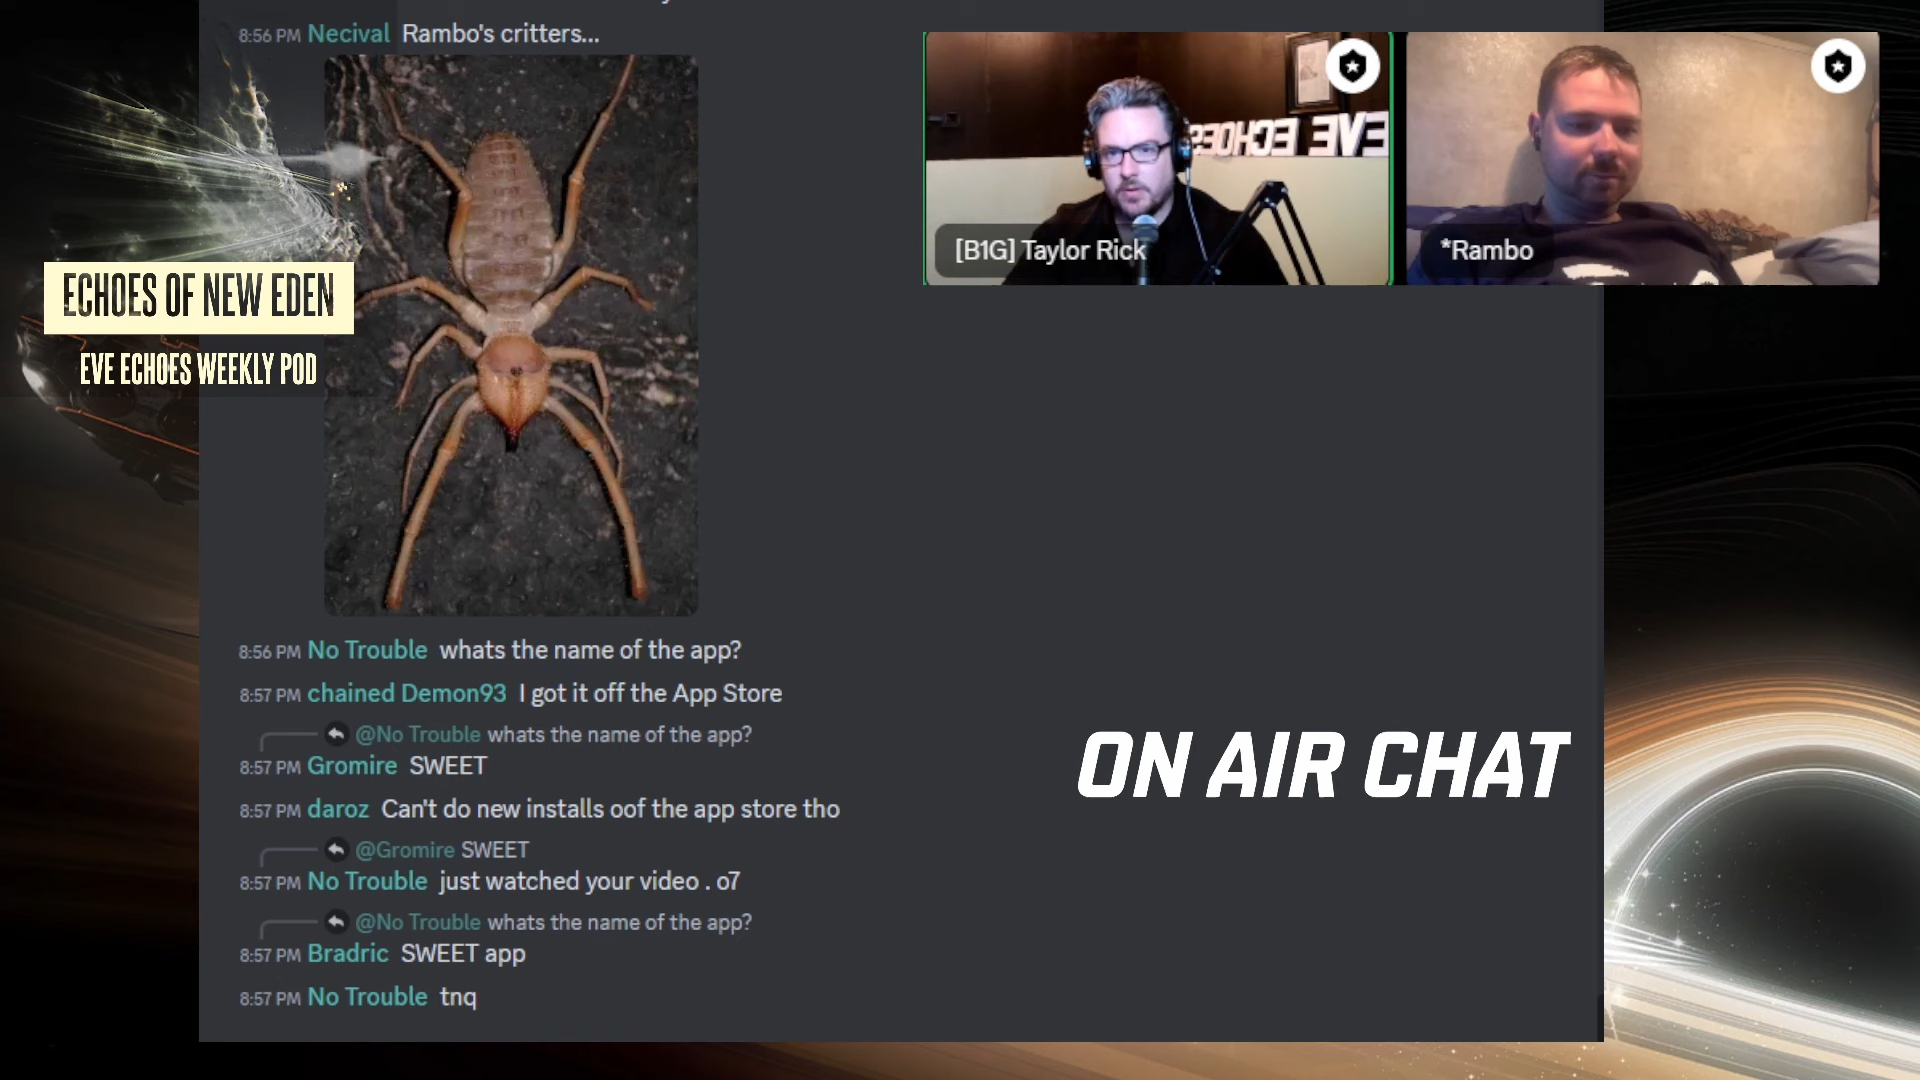 8:56 PM Necival Rambo's critters...
ECHOES OF NEW EDEN
EVE ECHOES WEEKLY POD
EVE ECHOES
[B1G] Taylor Rick
*Rambo
8:56 PM No Trouble whats the name of the app?
8:57 PM chained Demon93 I got it off the App Store
@No Trouble whats the name of the app?
8:57 PM Gromire SWEET
8:57 PM daroz Can't do new installs oof the app store tho
@Gromire SWEET
8:57 PM No Trouble just watched your video . o7
@No Trouble whats the name of the app?
8:57 PM Bradric SWEET app
8:57 PM No Trouble tnq
ON AIR CHAT